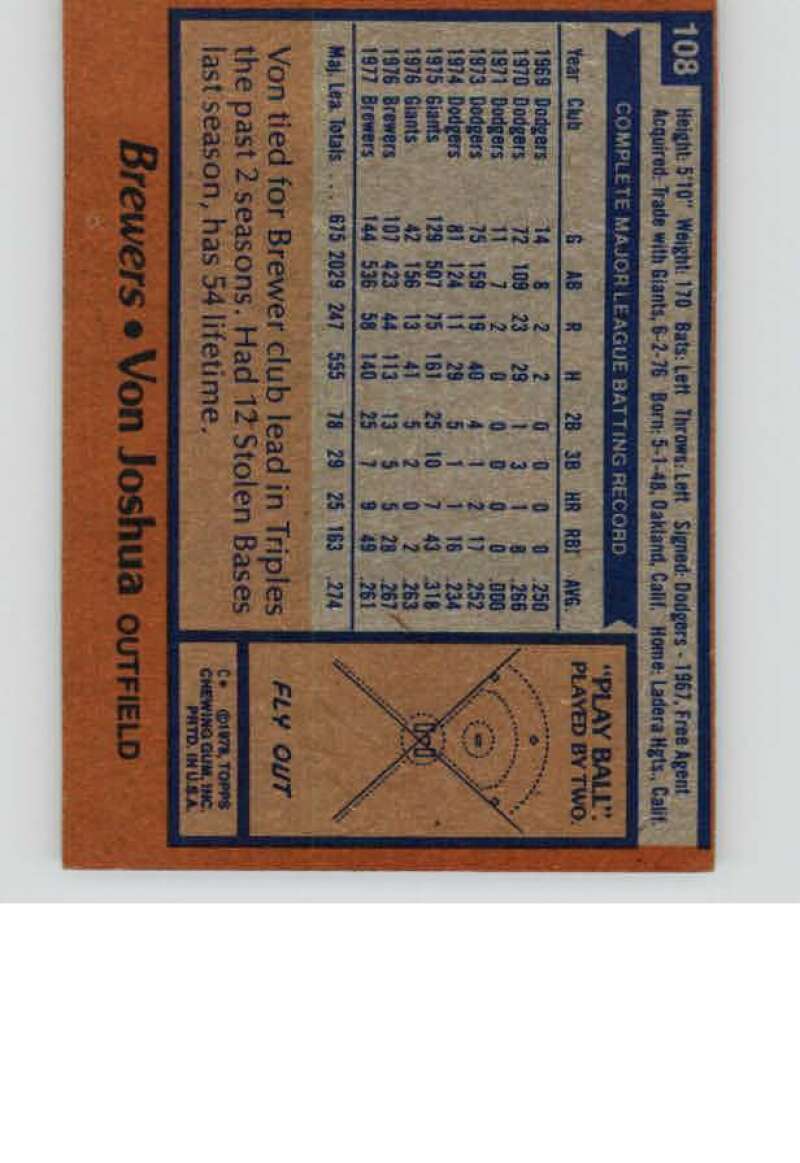 108
Height: 5'10" Weight: 170 Bats: Left Throws: Left Signed: Dodgers - 1967, Free Agent
Acquired: Trade with Giants, 6-2-76 Born: 5-1-48, Oakland, Calif. Home: Ladera Hgts., Calif.
COMPLETE MAJOR LEAGUE BATTING RECORD
Year Club G AB R H 2B 3B HR RBI AVG.
1969 Dodgers 14 8 2 2 0 0 0 0 .250
1970 Dodgers 72 109 23 29 1 3 1 8 .266
1971 Dodgers 11 7 2 0 0 0 0 0 .000
1973 Dodgers 75 159 19 40 4 1 2 17 .252
1974 Dodgers 81 124 11 29 5 1 1 16 .234
1975 Giants 129 507 75 161 25 10 7 43 .318
1976 Giants 42 156 13 41 5 2 0 2 .263
1976 Brewers 107 423 44 113 13 5 5 28 .267
1977 Brewers 144 536 58 140 25 7 9 49 .261
Maj. Lea. Totals . . . 675 2029 247 555 78 29 25 163 .274
Von tied for Brewer club lead in Triples
the past 2 seasons. Had 12 Stolen Bases
last season, has 54 lifetime.
"PLAY BALL".
PLAYED BY TWO.
FLY OUT
C* ©1978, TOPPS
CHEWING GUM, INC.
PRTD. IN U.S.A.
Brewers • Von Joshua OUTFIELD